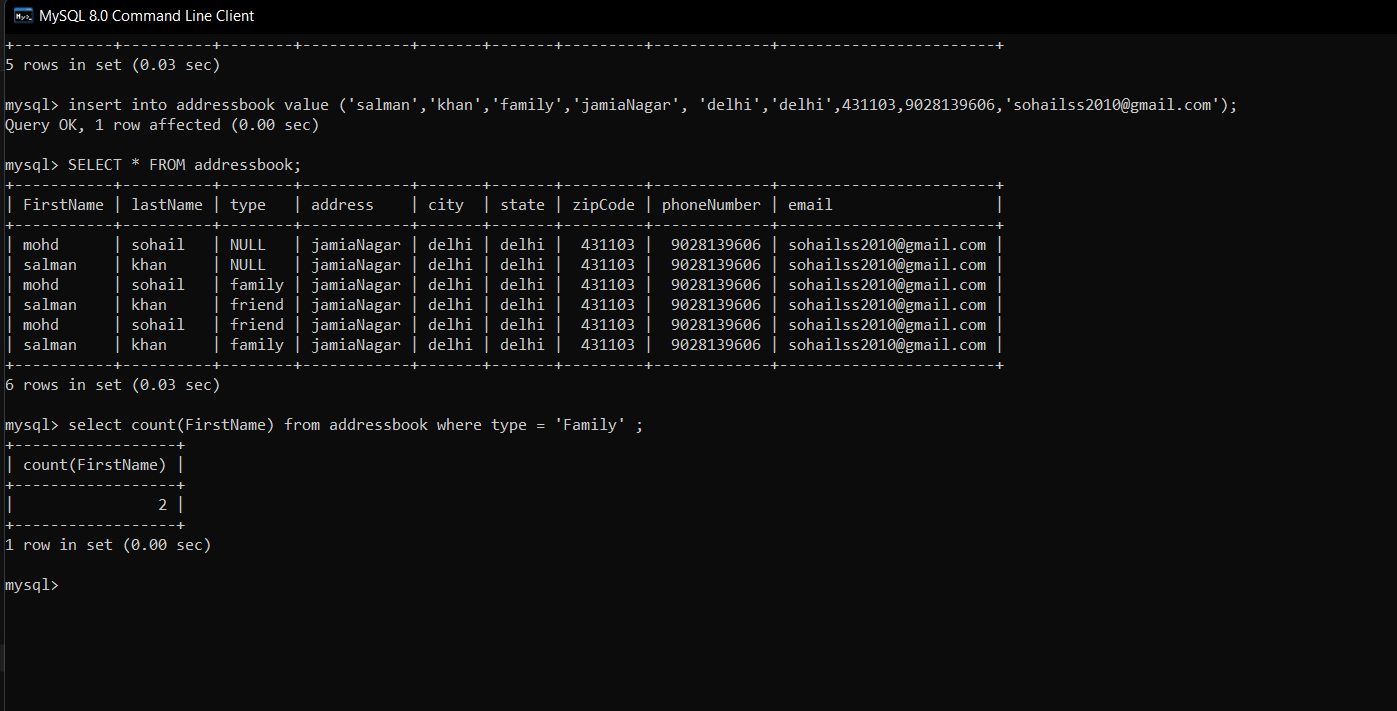 MySQL 8.0 Command Line Client
+-----------+----------+--------+------------+-------+-------+---------+-------------+------------------------+
5 rows in set (0.03 sec)
mysql> insert into addressbook value ('salman','khan','family','jamiaNagar', 'delhi','delhi',431103,9028139606,'sohailss2010@gmail.com');
Query OK, 1 row affected (0.00 sec)
mysql> SELECT * FROM addressbook;
+-----------+----------+--------+------------+-------+-------+---------+-------------+------------------------+
| FirstName | lastName | type   | address    | city  | state | zipCode | phoneNumber | email                  |
+-----------+----------+--------+------------+-------+-------+---------+-------------+------------------------+
| mohd      | sohail   | NULL   | jamiaNagar | delhi | delhi |  431103 |  9028139606 | sohailss2010@gmail.com |
| salman    | khan     | NULL   | jamiaNagar | delhi | delhi |  431103 |  9028139606 | sohailss2010@gmail.com |
| mohd      | sohail   | family | jamiaNagar | delhi | delhi |  431103 |  9028139606 | sohailss2010@gmail.com |
| salman    | khan     | friend | jamiaNagar | delhi | delhi |  431103 |  9028139606 | sohailss2010@gmail.com |
| mohd      | sohail   | friend | jamiaNagar | delhi | delhi |  431103 |  9028139606 | sohailss2010@gmail.com |
| salman    | khan     | family | jamiaNagar | delhi | delhi |  431103 |  9028139606 | sohailss2010@gmail.com |
+-----------+----------+--------+------------+-------+-------+---------+-------------+------------------------+
6 rows in set (0.03 sec)
mysql> select count(FirstName) from addressbook where type = 'Family' ;
+------------------+
| count(FirstName) |
+------------------+
|                2 |
+------------------+
1 row in set (0.00 sec)
mysql>